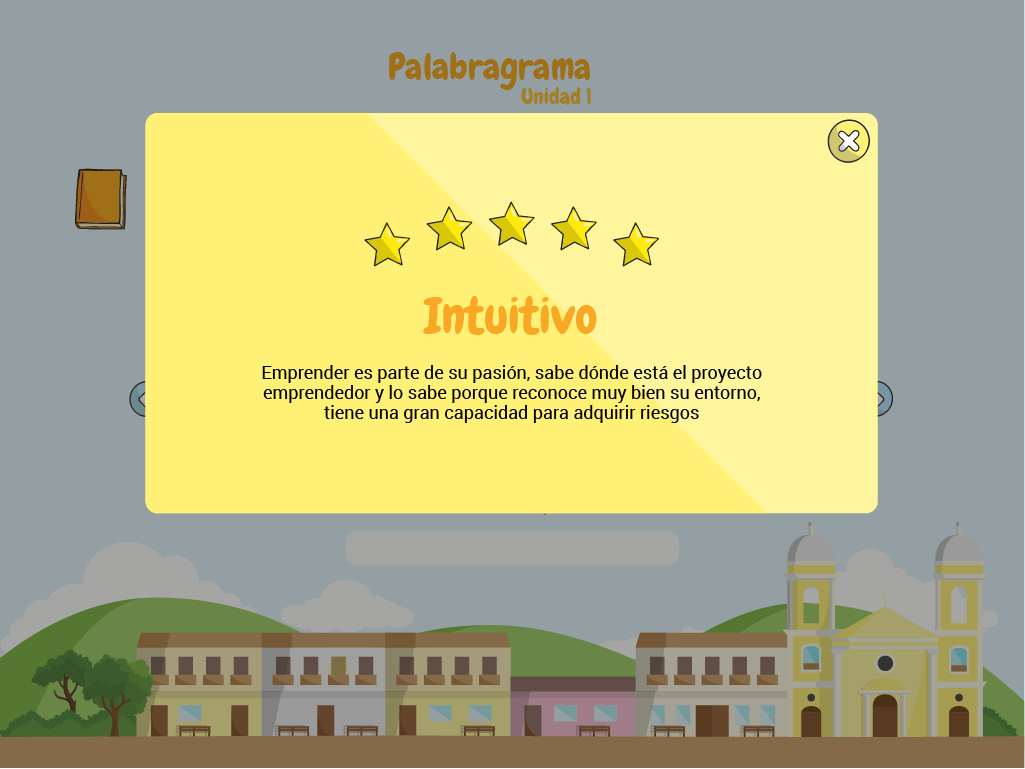 Palabragrama
Unidad 1
Intuitivo
Emprender es parte de su pasión, sabe dónde está el proyecto
emprendedor y lo sabe porque reconoce muy bien su entorno,
tiene una gran capacidad para adquirir riesgos